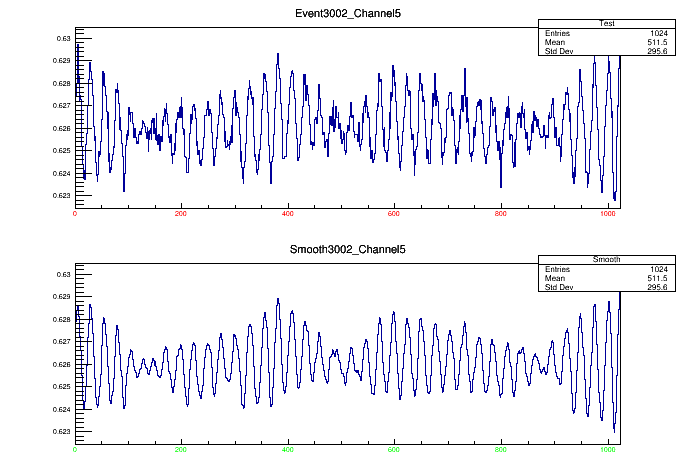 Event3002_Channel5
Test
Entries 1024
Mean 511.5
Std Dev 295.6
0.63
0.629
0.628
0.627
0.626
0.625
0.624
0.623
0 200 400 600 800 1000
Smooth3002_Channel5
Smooth
Entries 1024
Mean 511.5
Std Dev 295.6
0.63
0.629
0.628
0.627
0.626
0.625
0.624
0.623
0 200 400 600 800 1000